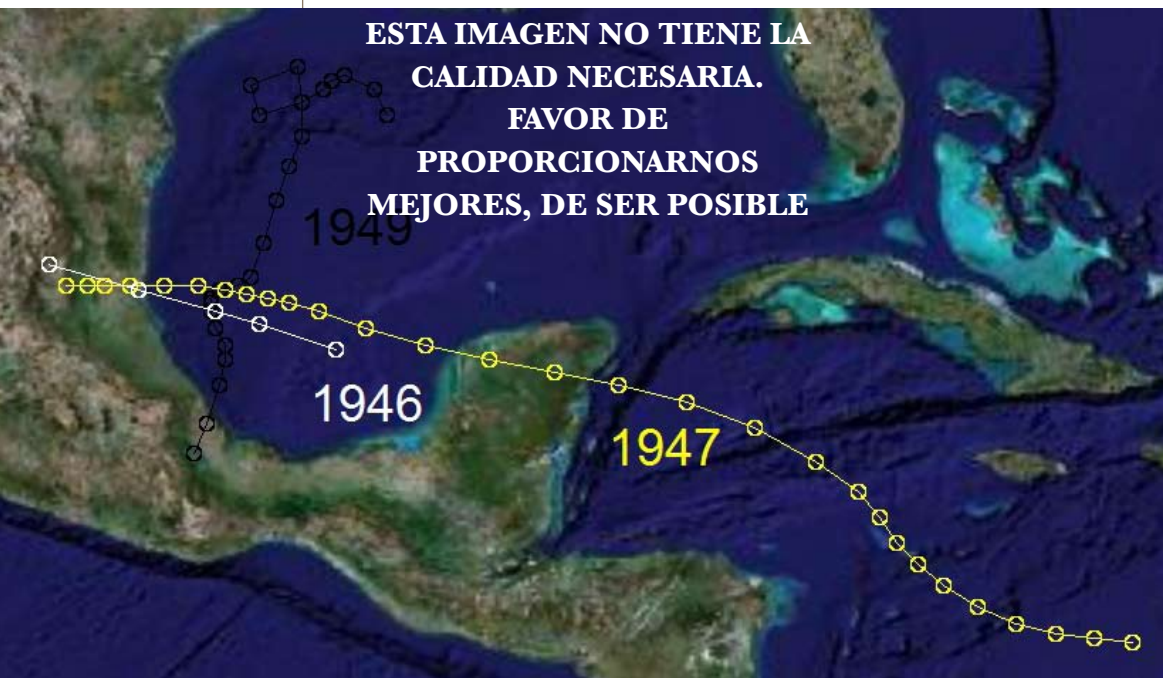 ESTA IMAGEN NO TIENE LA
CALIDAD NECESARIA.
FAVOR DE
PROPORCIONARNOS
MEJORES, DE SER POSIBLE
1949
1946
1947